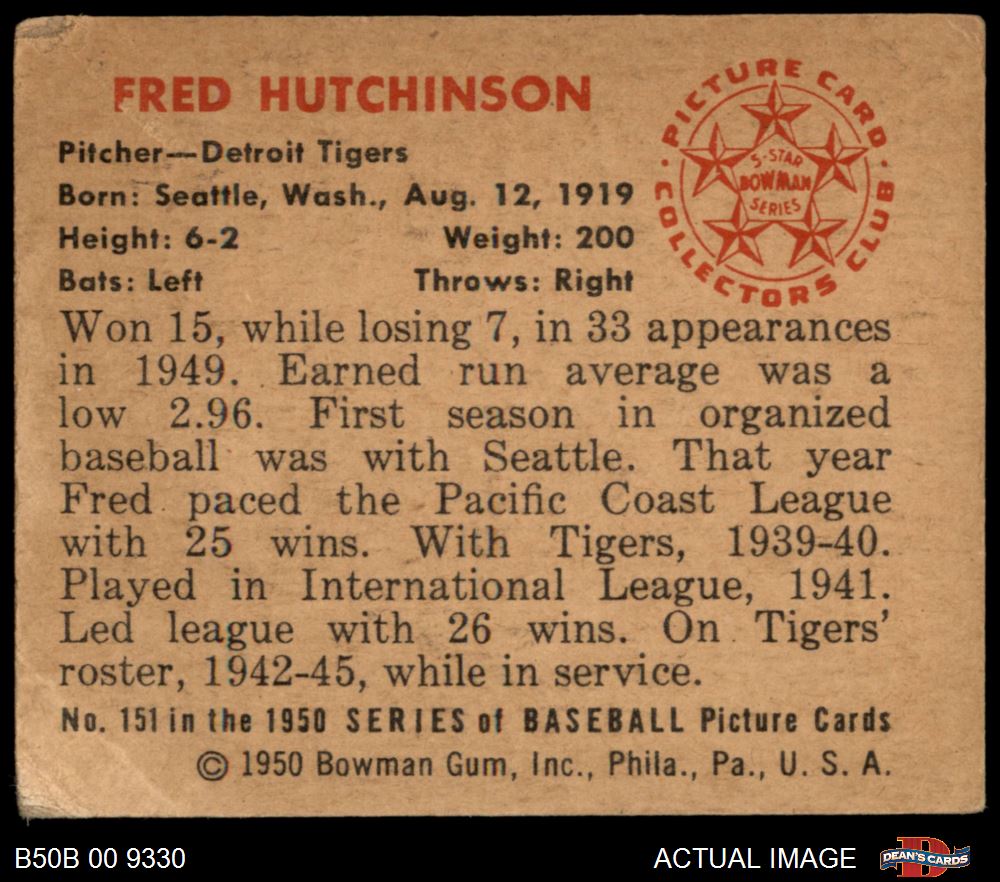 FRED HUTCHINSON
Pitcher—Detroit Tigers
Born: Seattle, Wash., Aug. 12, 1919
Height: 6-2 Weight: 200
Bats: Left Throws: Right
PICTURE CARD
COLLECTORS CLUB
5-STAR
BOWMAN
SERIES
Won 15, while losing 7, in 33 appearances
in 1949. Earned run average was a
low 2.96. First season in organized
baseball was with Seattle. That year
Fred paced the Pacific Coast League
with 25 wins. With Tigers, 1939-40.
Played in International League, 1941.
Led league with 26 wins. On Tigers'
roster, 1942-45, while in service.
No. 151 in the 1950 SERIES of BASEBALL Picture Cards
© 1950 Bowman Gum, Inc., Phila., Pa., U. S. A.
B50B 00 9330
ACTUAL IMAGE
D
DEAN'S CARDS